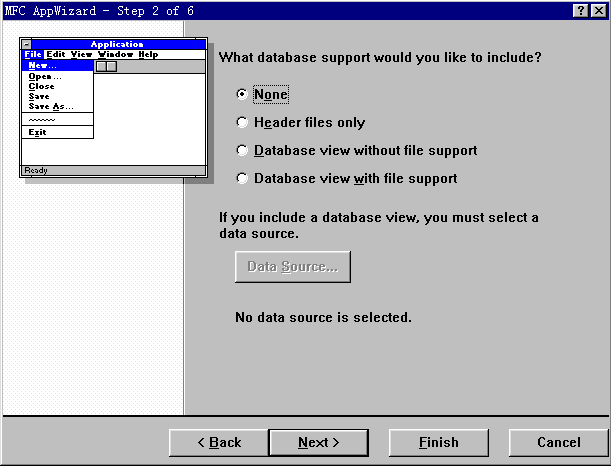 MFC AppWizard - Step 2 of 6
Application
File Edit View Window Help
New...
Open...
Close
Save
Save As...
Exit
Ready
What database support would you like to include?
None
Header files only
Database view without file support
Database view with file support
If you include a database view, you must select a
data source.
Data Source...
No data source is selected.
< Back
Next >
Finish
Cancel